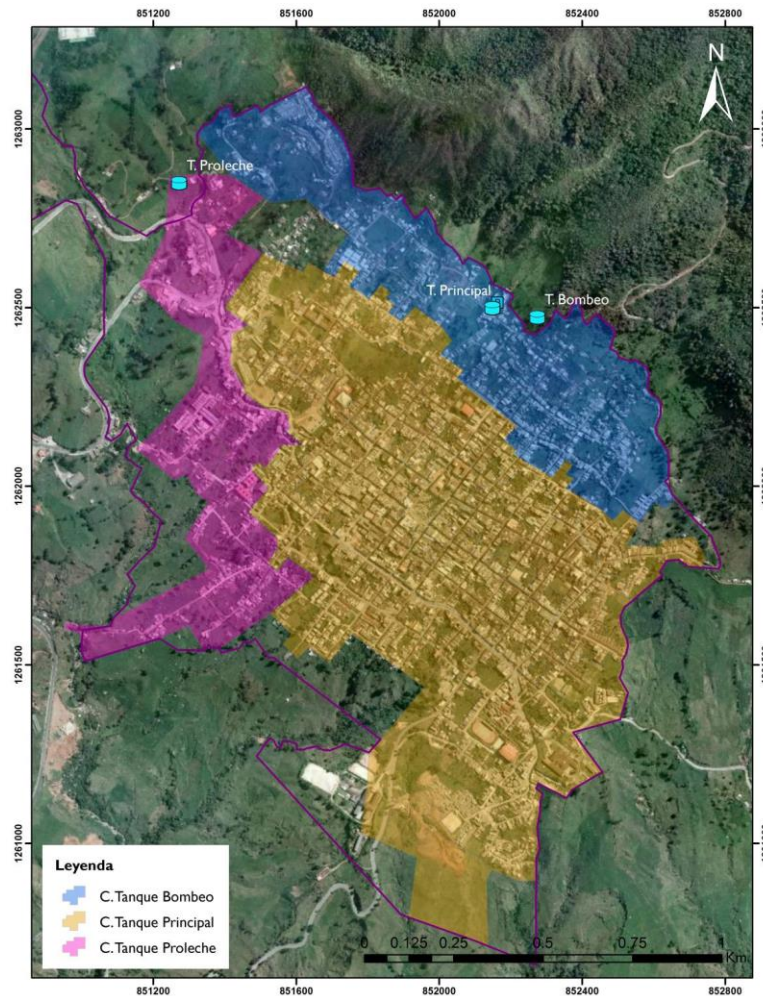 851200 851600 852000 852400 852800
N
1263000
T. Proleche
T. Principal
T. Bombeo
1262500
1262000
1261500
1261000
Leyenda
C. Tanque Bombeo
C. Tanque Principal
C. Tanque Proleche
0 0.125 0.25 0.5 0.75 1
Km
851200 851600 852000 852400 852800